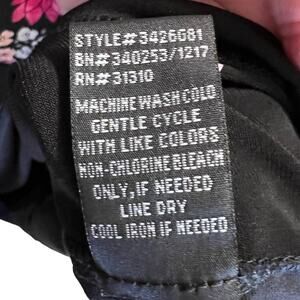 STYLE#3426681
BN#340253/1217
RN#31310
MACHINE WASH COLD
GENTLE CYCLE
WITH LIKE COLORS
NON-CHLORINE BLEACH
ONLY,IF NEEDED
LINE DRY
COOL IRON IF NEEDED